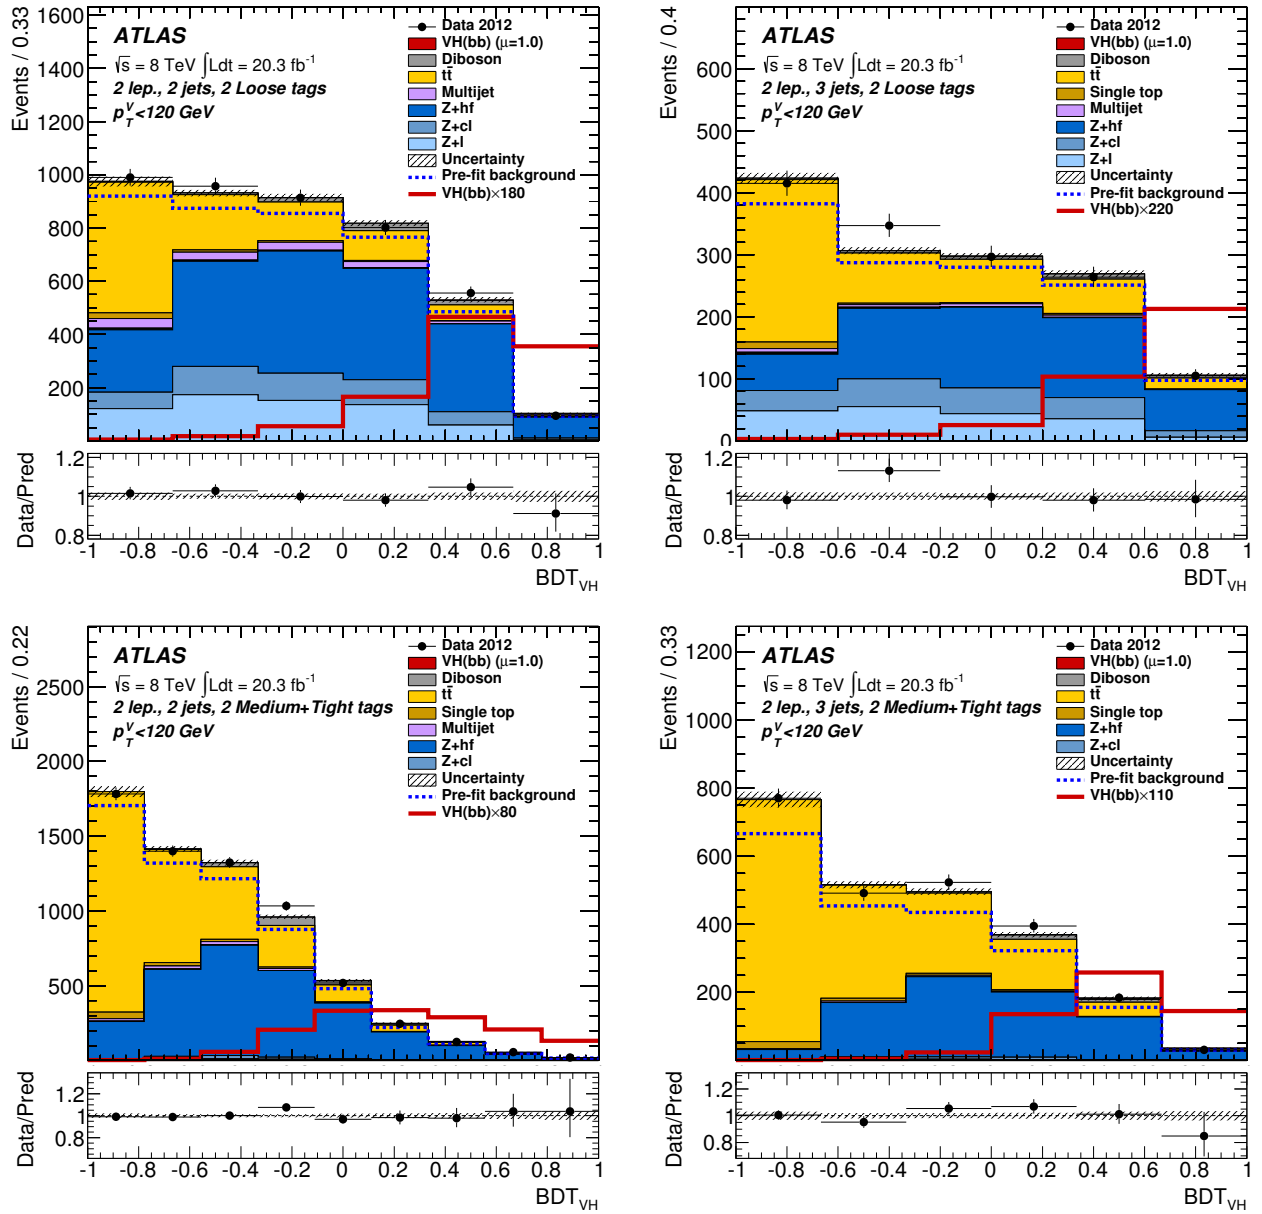 Events / 0.33
1600
1400
1200
1000
800
600
400
200
ATLAS
√s = 8 TeV ∫Ldt = 20.3 fb⁻¹
2 lep., 2 jets, 2 Loose tags
p_T^V<120 GeV
Data 2012
VH(bb) (μ=1.0)
Diboson
tt̄
Multijet
Z+hf
Z+cl
Z+l
Uncertainty
Pre-fit background
VH(bb)×180
Data/Pred
1.2
1
0.8
-1 -0.8 -0.6 -0.4 -0.2 0 0.2 0.4 0.6 0.8 1
BDT_VH
Events / 0.4
600
500
400
300
200
100
0
ATLAS
√s = 8 TeV ∫Ldt = 20.3 fb⁻¹
2 lep., 3 jets, 2 Loose tags
p_T^V<120 GeV
Data 2012
VH(bb) (μ=1.0)
Diboson
tt̄
Single top
Multijet
Z+hf
Z+cl
Z+l
Uncertainty
Pre-fit background
VH(bb)×220
Data/Pred
1.2
1
0.8
-1 -0.8 -0.6 -0.4 -0.2 0 0.2 0.4 0.6 0.8 1
BDT_VH
Events / 0.22
2500
2000
1500
1000
500
ATLAS
√s = 8 TeV ∫Ldt = 20.3 fb⁻¹
2 lep., 2 jets, 2 Medium+Tight tags
p_T^V<120 GeV
Data 2012
VH(bb) (μ=1.0)
Diboson
tt̄
Single top
Multijet
Z+hf
Z+cl
Uncertainty
Pre-fit background
VH(bb)×80
Data/Pred
1.2
1
0.8
-1 -0.8 -0.6 -0.4 -0.2 0 0.2 0.4 0.6 0.8 1
BDT_VH
Events / 0.33
1200
1000
800
600
400
200
ATLAS
√s = 8 TeV ∫Ldt = 20.3 fb⁻¹
2 lep., 3 jets, 2 Medium+Tight tags
p_T^V<120 GeV
Data 2012
VH(bb) (μ=1.0)
Diboson
tt̄
Single top
Z+hf
Z+cl
Uncertainty
Pre-fit background
VH(bb)×110
Data/Pred
1.2
1
0.8
-1 -0.8 -0.6 -0.4 -0.2 0 0.2 0.4 0.6 0.8 1
BDT_VH